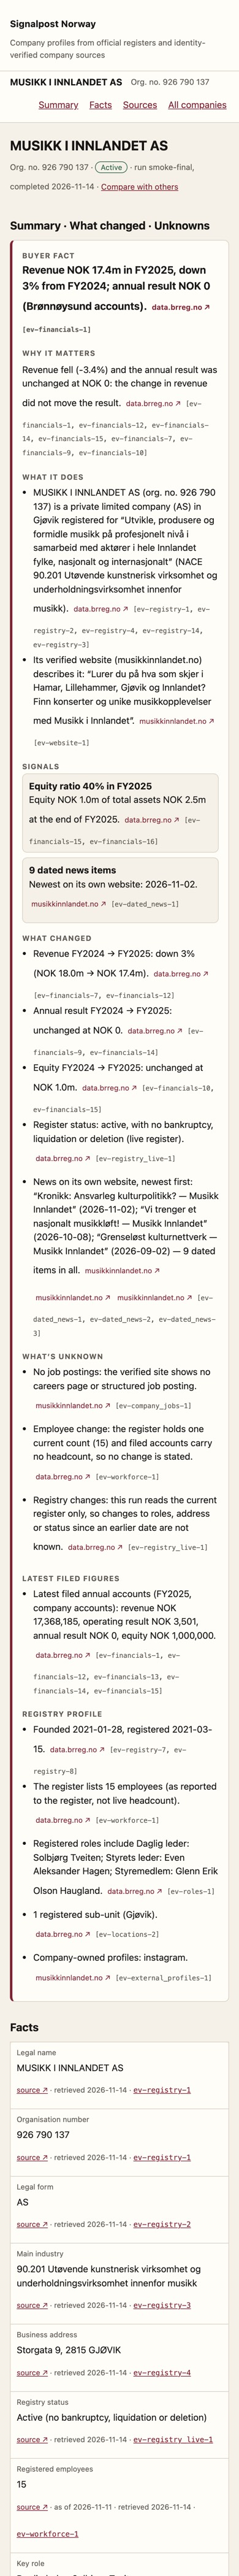 Signalpost Norway
Company profiles from official registers and identity-
verified company sources
MUSIKK I INNLANDET AS Org. no. 926 790 137
Summary Facts Sources All companies
MUSIKK I INNLANDET AS
Org. no. 926 790 137 · Active · run smoke-final,
completed 2026-11-14 · Compare with others
Summary · What changed · Unknowns
BUYER FACT
Revenue NOK 17.4m in FY2025, down
3% from FY2024; annual result NOK 0
(Brønnøysund accounts). data.brreg.no ↗
[ev-financials-1]
WHY IT MATTERS
Revenue fell (-3.4%) and the annual result was
unchanged at NOK 0: the change in revenue
did not move the result. data.brreg.no ↗ [ev-
financials-1, ev-financials-12, ev-financials-
14, ev-financials-15, ev-financials-7, ev-
financials-9, ev-financials-10]
WHAT IT DOES
• MUSIKK I INNLANDET AS (org. no. 926 790
137) is a private limited company (AS) in
Gjøvik registered for “Utvikle, produsere og
formidle musikk på profesjonelt nivå i
samarbeid med aktører i hele Innlandet
fylke, nasjonalt og internasjonalt” (NACE
90.201 Utøvende kunstnerisk virksomhet og
underholdningsvirksomhet innenfor
musikk). data.brreg.no ↗ [ev-registry-1, ev-
registry-2, ev-registry-4, ev-registry-14,
ev-registry-3]
• Its verified website (musikkinnlandet.no)
describes it: “Lurer du på hva som skjer i
Hamar, Lillehammer, Gjøvik og Innlandet?
Finn konserter og unike musikkopplevelser
med Musikk i Innlandet”. musikkinnlandet.no ↗
[ev-website-1]
SIGNALS
Equity ratio 40% in FY2025
Equity NOK 1.0m of total assets NOK 2.5m
at the end of FY2025. data.brreg.no ↗ [ev-
financials-15, ev-financials-16]
9 dated news items
Newest on its own website: 2026-11-02.
musikkinnlandet.no ↗ [ev-dated_news-1]
WHAT CHANGED
• Revenue FY2024 → FY2025: down 3%
(NOK 18.0m → NOK 17.4m). data.brreg.no ↗
[ev-financials-7, ev-financials-12]
• Annual result FY2024 → FY2025:
unchanged at NOK 0. data.brreg.no ↗ [ev-
financials-9, ev-financials-14]
• Equity FY2024 → FY2025: unchanged at
NOK 1.0m. data.brreg.no ↗ [ev-financials-10,
ev-financials-15]
• Register status: active, with no bankruptcy,
liquidation or deletion (live register).
data.brreg.no ↗ [ev-registry_live-1]
• News on its own website, newest first:
“Kronikk: Ansvarleg kulturpolitikk? — Musikk
Innlandet” (2026-11-02); “Vi trenger et
nasjonalt musikkløft! — Musikk Innlandet”
(2026-10-08); “Grenseløst kulturnettverk —
Musikk Innlandet” (2026-09-02) — 9 dated
items in all. musikkinnlandet.no ↗
musikkinnlandet.no ↗ musikkinnlandet.no ↗ [ev-
dated_news-1, ev-dated_news-2, ev-dated_news-
3]
WHAT'S UNKNOWN
• No job postings: the verified site shows no
careers page or structured job posting.
musikkinnlandet.no ↗ [ev-company_jobs-1]
• Employee change: the register holds one
current count (15) and filed accounts carry
no headcount, so no change is stated.
data.brreg.no ↗ [ev-workforce-1]
• Registry changes: this run reads the current
register only, so changes to roles, address
or status since an earlier date are not
known. data.brreg.no ↗ [ev-registry_live-1]
LATEST FILED FIGURES
• Latest filed annual accounts (FY2025,
company accounts): revenue NOK
17,368,185, operating result NOK 3,501,
annual result NOK 0, equity NOK 1,000,000.
data.brreg.no ↗ [ev-financials-1, ev-
financials-12, ev-financials-13, ev-
financials-14, ev-financials-15]
REGISTRY PROFILE
• Founded 2021-01-28, registered 2021-03-
15. data.brreg.no ↗ [ev-registry-7, ev-
registry-8]
• The register lists 15 employees (as reported
to the register, not live headcount).
data.brreg.no ↗ [ev-workforce-1]
• Registered roles include Daglig leder:
Solbjørg Tveiten; Styrets leder: Even
Aleksander Hagen; Styremedlem: Glenn Erik
Olson Haugland. data.brreg.no ↗ [ev-roles-1]
• 1 registered sub-unit (Gjøvik).
data.brreg.no ↗ [ev-locations-2]
• Company-owned profiles: instagram.
musikkinnlandet.no ↗ [ev-external_profiles-1]
Facts
Legal name
MUSIKK I INNLANDET AS
source ↗ · retrieved 2026-11-14 · ev-registry-1
Organisation number
926 790 137
source ↗ · retrieved 2026-11-14 · ev-registry-1
Legal form
AS
source ↗ · retrieved 2026-11-14 · ev-registry-2
Main industry
90.201 Utøvende kunstnerisk virksomhet og
underholdningsvirksomhet innenfor musikk
source ↗ · retrieved 2026-11-14 · ev-registry-3
Business address
Storgata 9, 2815 GJØVIK
source ↗ · retrieved 2026-11-14 · ev-registry-4
Registry status
Active (no bankruptcy, liquidation or deletion)
source ↗ · retrieved 2026-11-14 · ev-registry_live-1
Registered employees
15
source ↗ · as of 2026-11-11 · retrieved 2026-11-14 ·
ev-workforce-1
Key role